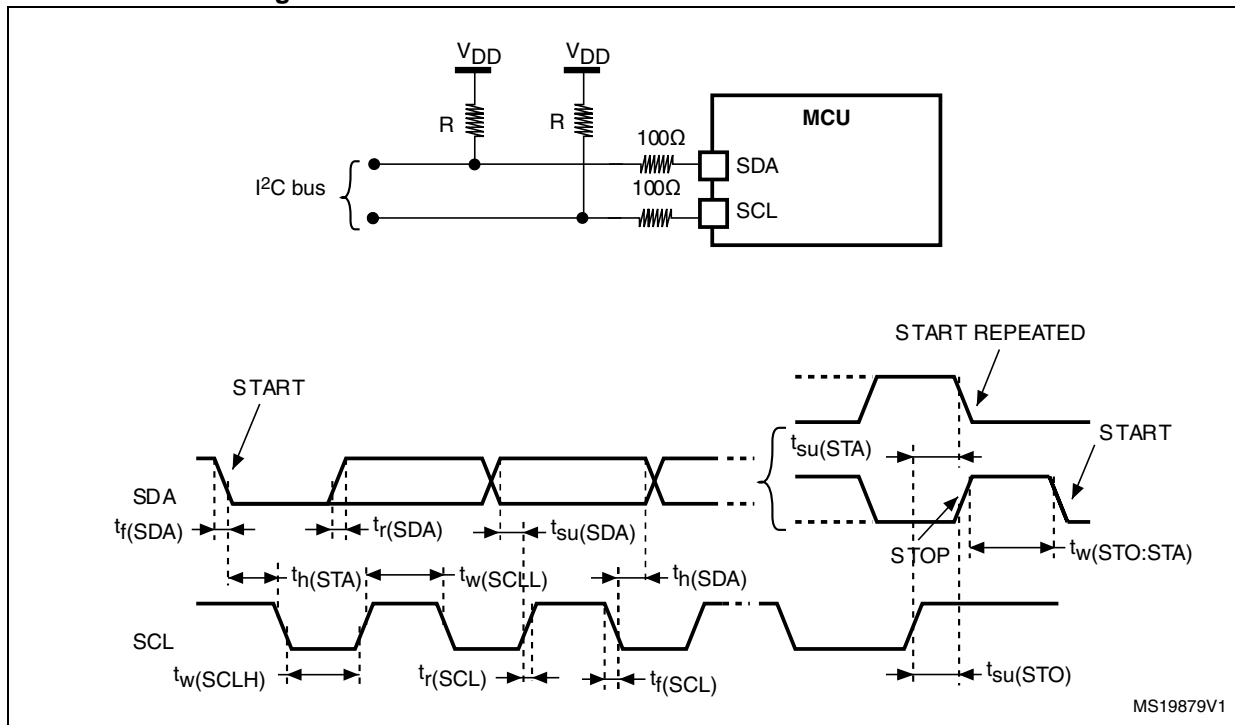 VDD VDD
R R
100Ω
100Ω
MCU
SDA
SCL
I²C bus
START REPEATED
START
START
tsu(STA)
SDA
tf(SDA)
tr(SDA)
tsu(SDA)
STOP
tw(STO:STA)
th(STA)
tw(SCLL)
th(SDA)
SCL
tw(SCLH)
tr(SCL)
tf(SCL)
tsu(STO)
MS19879V1